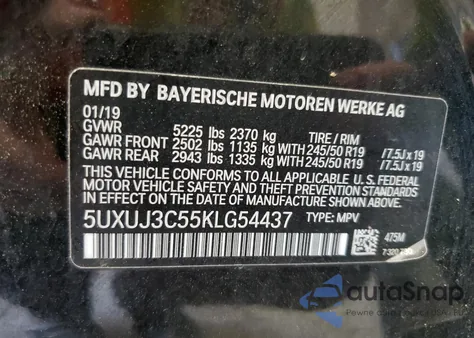 MFD BY BAYERISCHE MOTOREN WERKE AG
01/19
GVWR 5225 lbs 2370 kg TIRE / RIM
GAWR FRONT 2502 lbs 1135 kg WITH 245/50 R19 /7.5J x 19
GAWR REAR 2943 lbs 1335 kg WITH 245/50 R19 /7.5J x 19
THIS VEHICLE CONFORMS TO ALL APPLICABLE U. S. FEDERAL
MOTOR VEHICLE SAFETY AND THEFT PREVENTION STANDARDS
IN EFFECT ON THE DATE OF MANUFACTURE SHOWN ABOVE.
5UXUJ3C55KLG54437 TYPE: MPV
475M
autoSnap